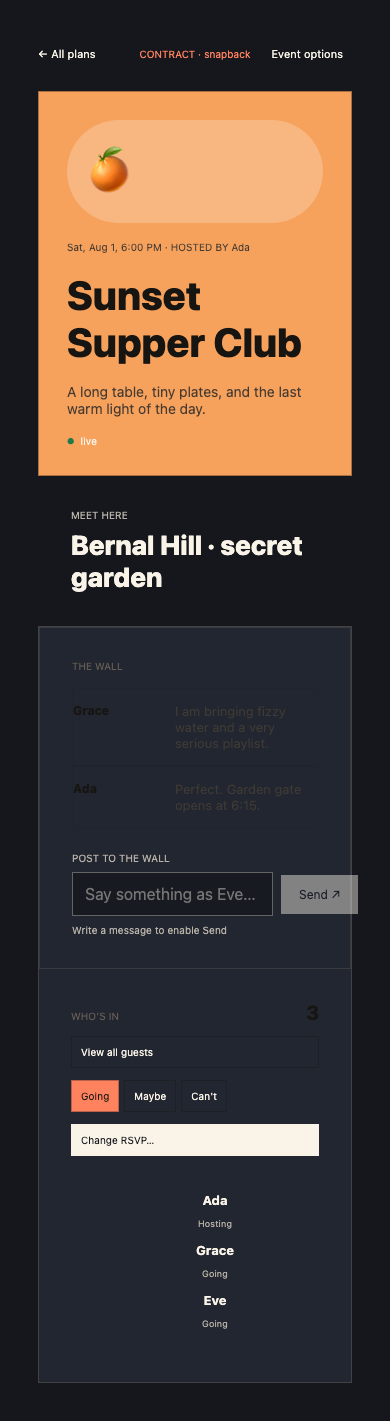 ← All plans
CONTRACT · snapback
Event options
Sat, Aug 1, 6:00 PM · HOSTED BY Ada
Sunset
Supper Club
A long table, tiny plates, and the last
warm light of the day.
live
MEET HERE
Bernal Hill · secret
garden
THE WALL
Grace
I am bringing fizzy
water and a very
serious playlist.
Ada
Perfect. Garden gate
opens at 6:15.
POST TO THE WALL
Say something as Eve...
Send ↗
Write a message to enable Send
WHO'S IN
3
View all guests
Going
Maybe
Can't
Change RSVP...
Ada
Hosting
Grace
Going
Eve
Going